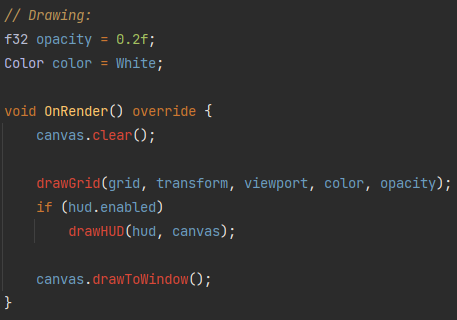 // Drawing:
f32 opacity = 0.2f;
Color color = White;

void OnRender() override {
    canvas.clear();

    drawGrid(grid, transform, viewport, color, opacity);
    if (hud.enabled)
        drawHUD(hud, canvas);

    canvas.drawToWindow();
}